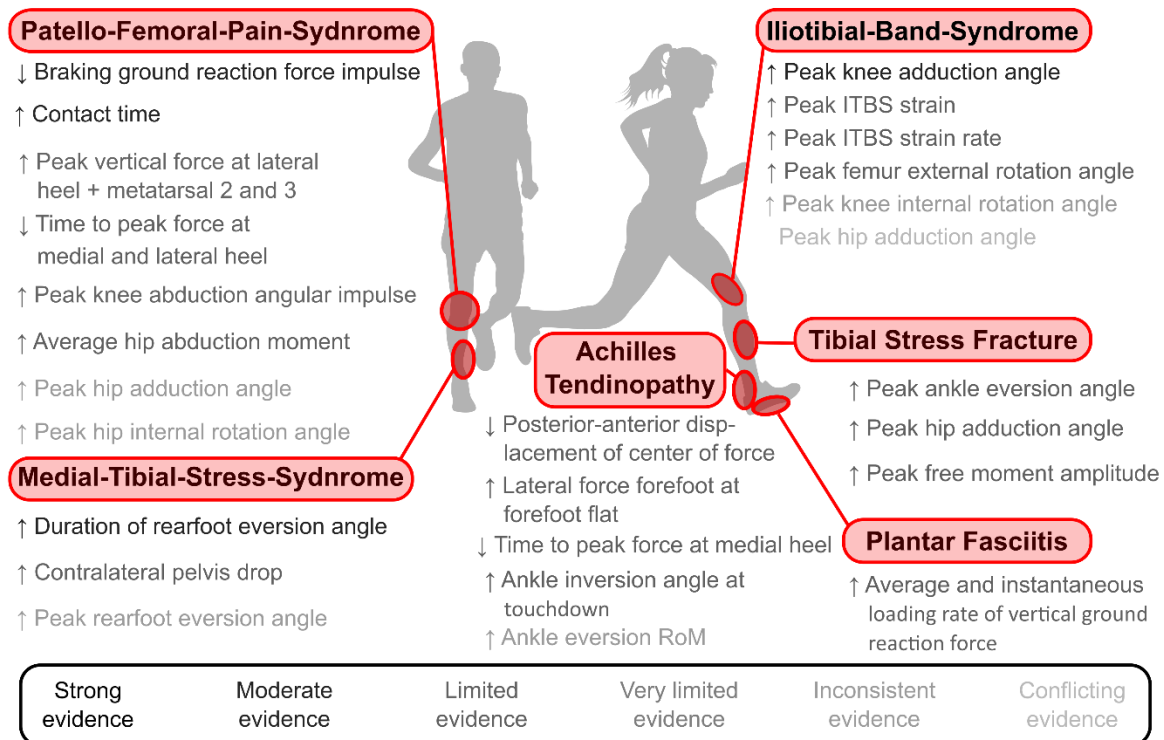 Patello-Femoral-Pain-Sydnrome
↓ Braking ground reaction force impulse
↑ Contact time
↑ Peak vertical force at lateral
heel + metatarsal 2 and 3
↓ Time to peak force at
medial and lateral heel
↑ Peak knee abduction angular impulse
↑ Average hip abduction moment
↑ Peak hip adduction angle
↑ Peak hip internal rotation angle
Medial-Tibial-Stress-Sydnrome
↑ Duration of rearfoot eversion angle
↑ Contralateral pelvis drop
↑ Peak rearfoot eversion angle
Iliotibial-Band-Syndrome
↑ Peak knee adduction angle
↑ Peak ITBS strain
↑ Peak ITBS strain rate
↑ Peak femur external rotation angle
↑ Peak knee internal rotation angle
Peak hip adduction angle
Achilles
Tendinopathy
↓ Posterior-anterior disp-
lacement of center of force
↑ Lateral force forefoot at
forefoot flat
↓ Time to peak force at medial heel
↑ Ankle inversion angle at
touchdown
↑ Ankle eversion RoM
Tibial Stress Fracture
↑ Peak ankle eversion angle
↑ Peak hip adduction angle
↑ Peak free moment amplitude
Plantar Fasciitis
↑ Average and instantaneous
loading rate of vertical ground
reaction force
Strong
evidence
Moderate
evidence
Limited
evidence
Very limited
evidence
Inconsistent
evidence
Conflicting
evidence